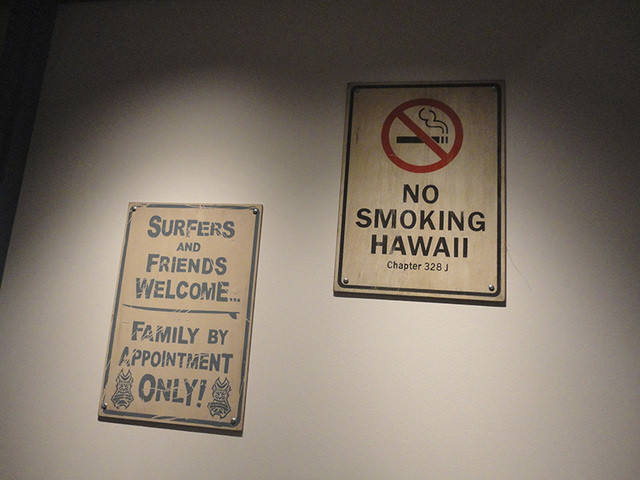 SURFERS
AND
FRIENDS
WELCOME...
FAMILY BY
APPOINTMENT
ONLY!
NO
SMOKING
HAWAII
Chapter 328 J